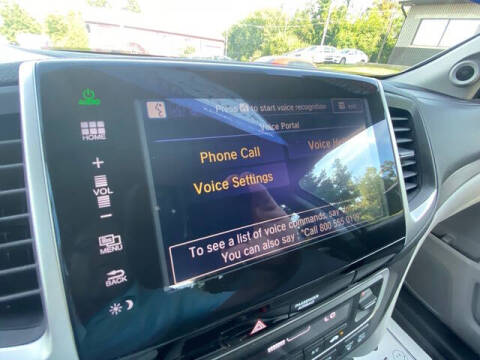 Press to start voice recognition
Voice Portal
HOME
Phone Call
Voice
Voice Settings
VOL
MENU
To see a list of voice commands, say
You can also say : "Call 800 555
BACK
PASSENGER